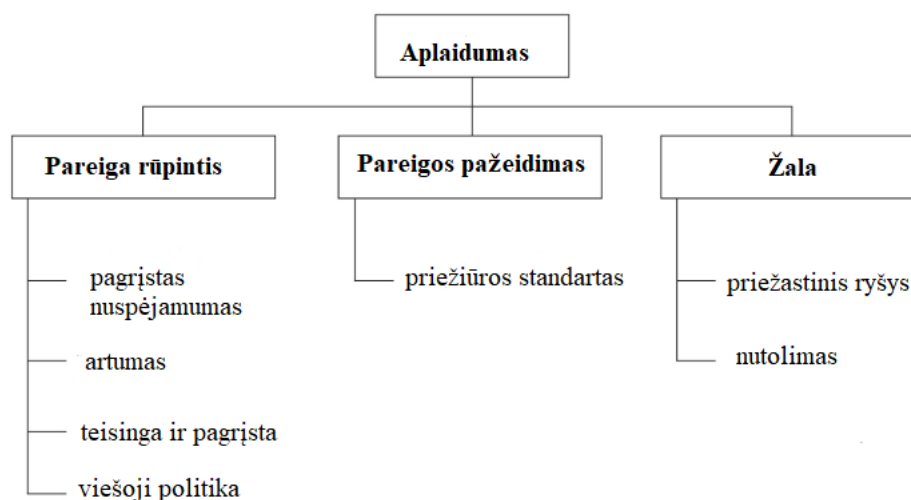 Aplaidumas
Pareiga rūpintis
Pareigos pažeidimas
Žala
pagrįstas
nuspėjamumas
artumas
teisinga ir pagrįsta
viešoji politika
priežiūros standartas
priežastinis ryšys
nutolimas